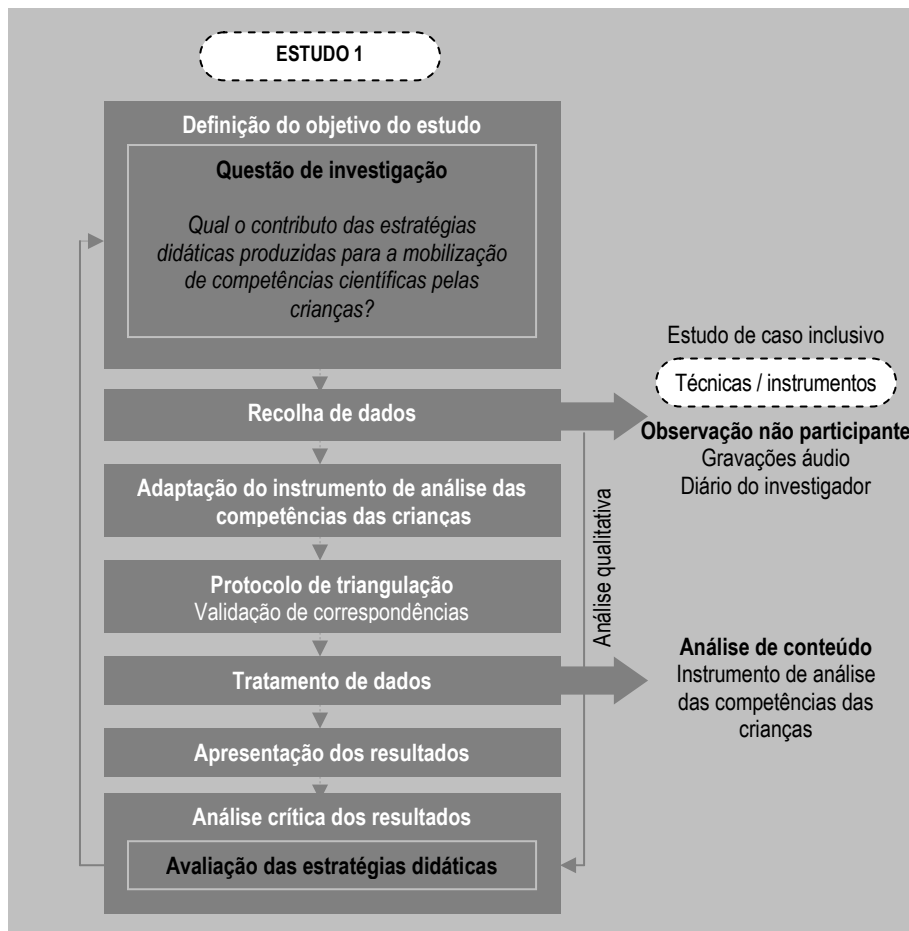 ESTUDO 1
Definição do objetivo do estudo
Questão de investigação
Qual o contributo das estratégias
didáticas produzidas para a mobilização
de competências científicas pelas
crianças?
Recolha de dados
Estudo de caso inclusivo
Técnicas / instrumentos
Observação não participante
Gravações áudio
Diário do investigador
Adaptação do instrumento de análise das
competências das crianças
Protocolo de triangulação
Validação de correspondências
Análise qualitativa
Tratamento de dados
Análise de conteúdo
Instrumento de análise
das competências das
crianças
Apresentação dos resultados
Análise crítica dos resultados
Avaliação das estratégias didáticas